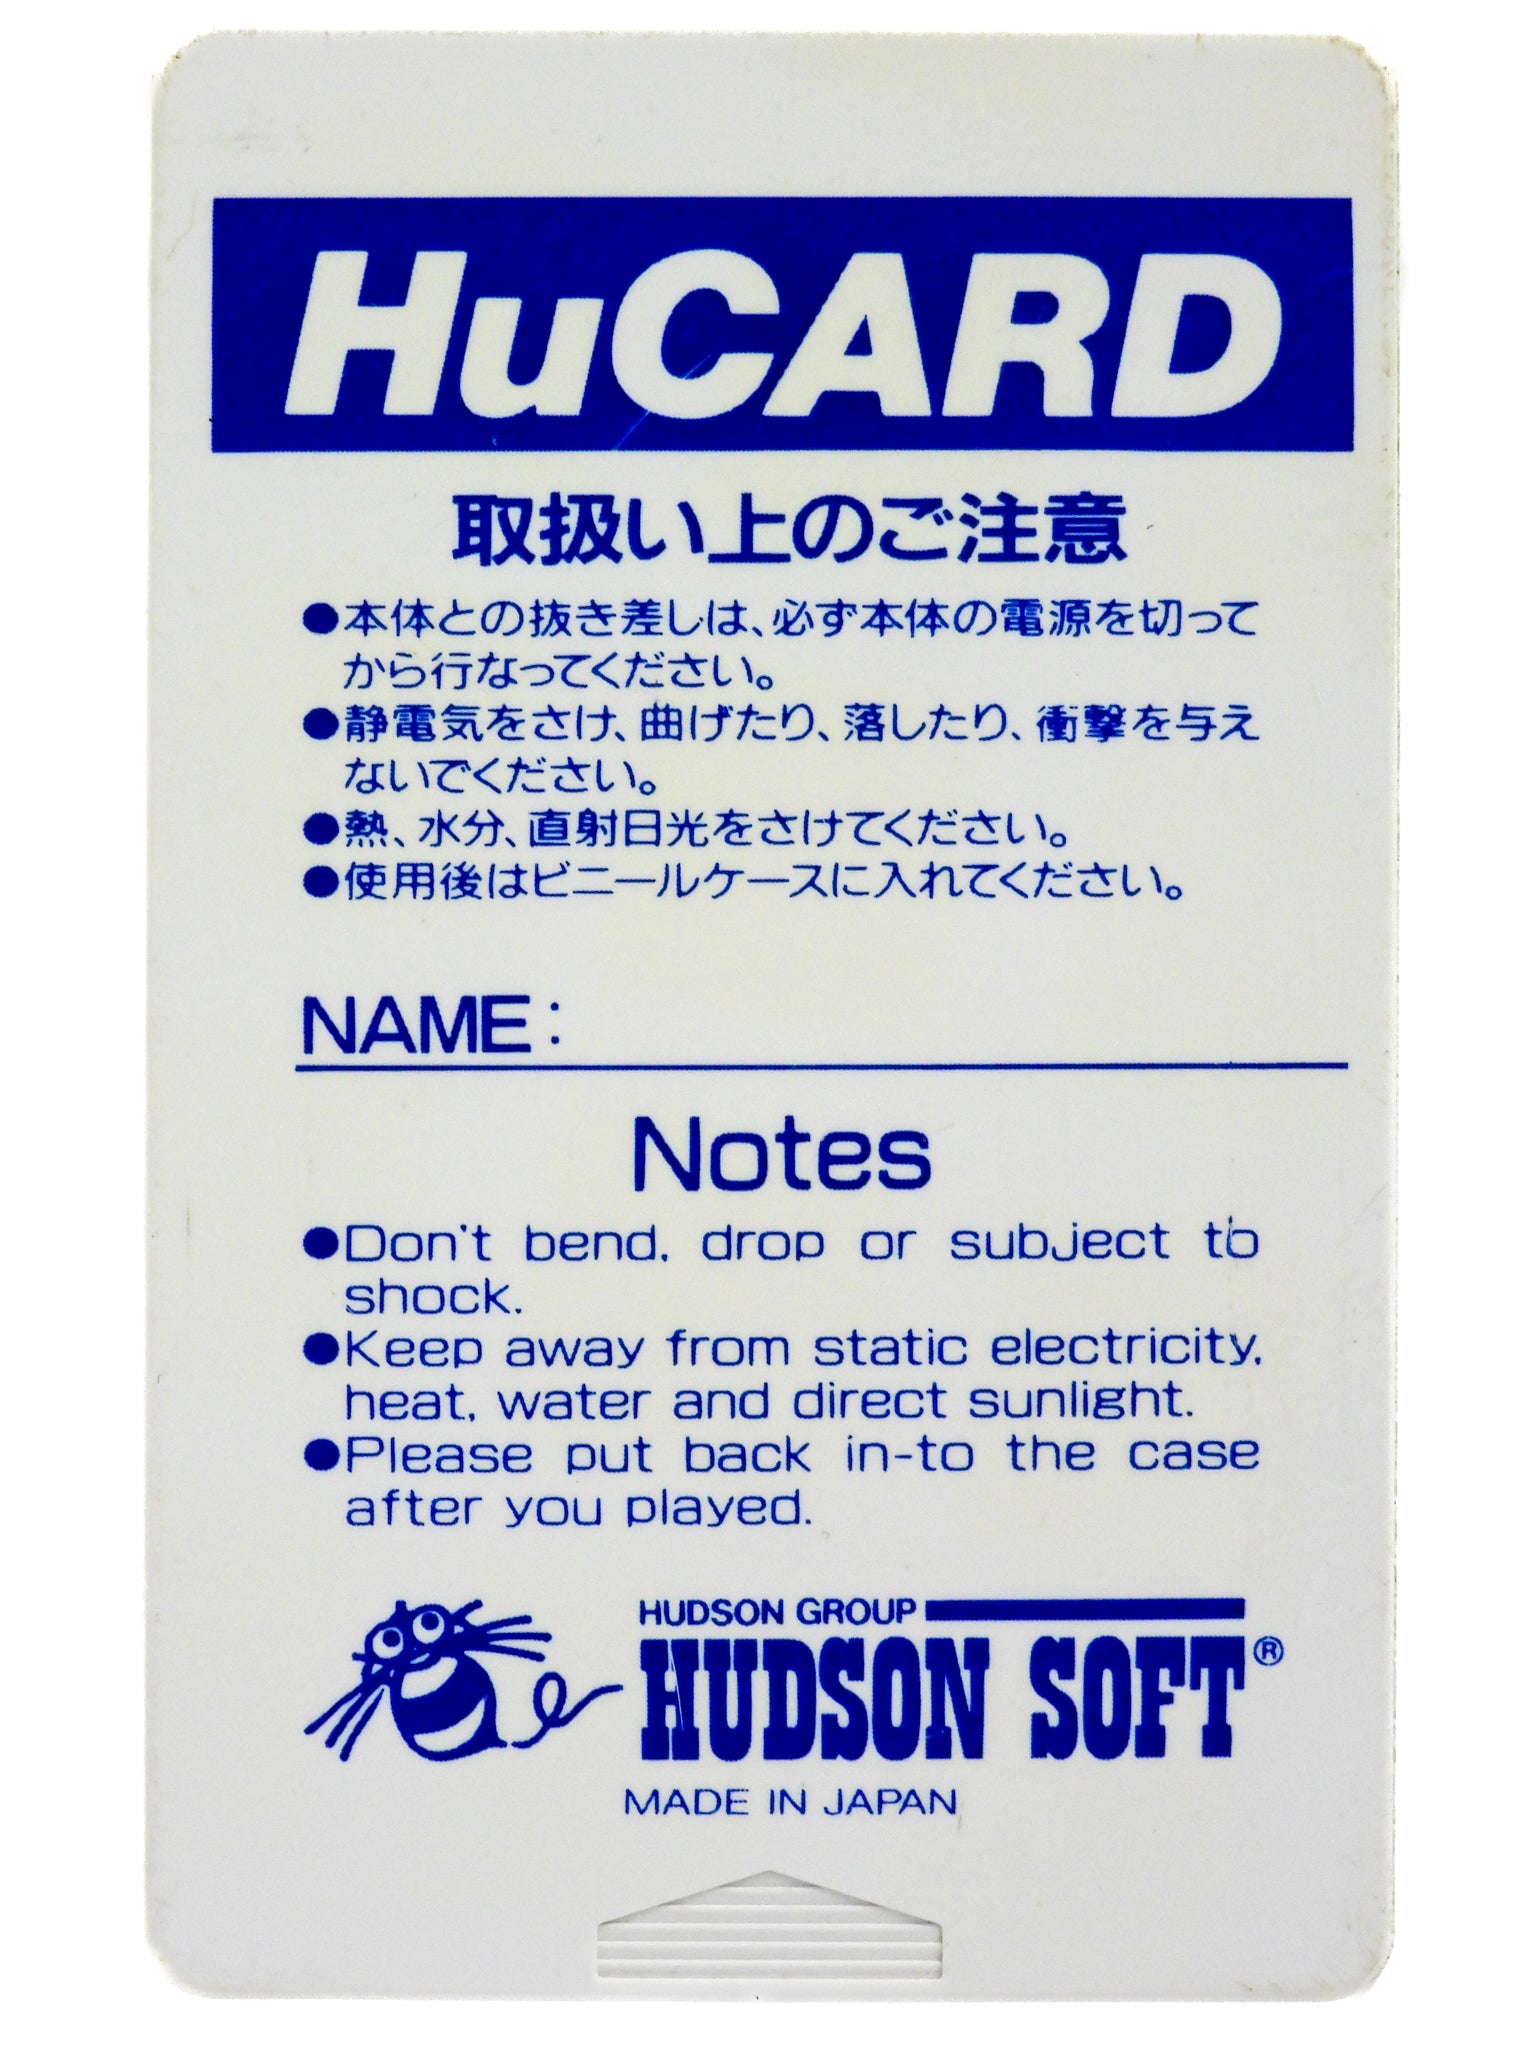 HuCARD
取扱い上のご注意
●本体との抜き差しは、必ず本体の電源を切って
から行なってください。
●静電気をさけ、曲げたり、落したり、衝撃を与え
ないでください。
●熱、水分、直射日光をさけてください。
●使用後はビニールケースに入れてください。
NAME:
Notes
●Don't bend, drop or subject to
shock.
●Keep away from static electricity,
heat, water and direct sunlight.
●Please put back in-to the case
after you played.
HUDSON GROUP
HUDSON SOFT®
MADE IN JAPAN